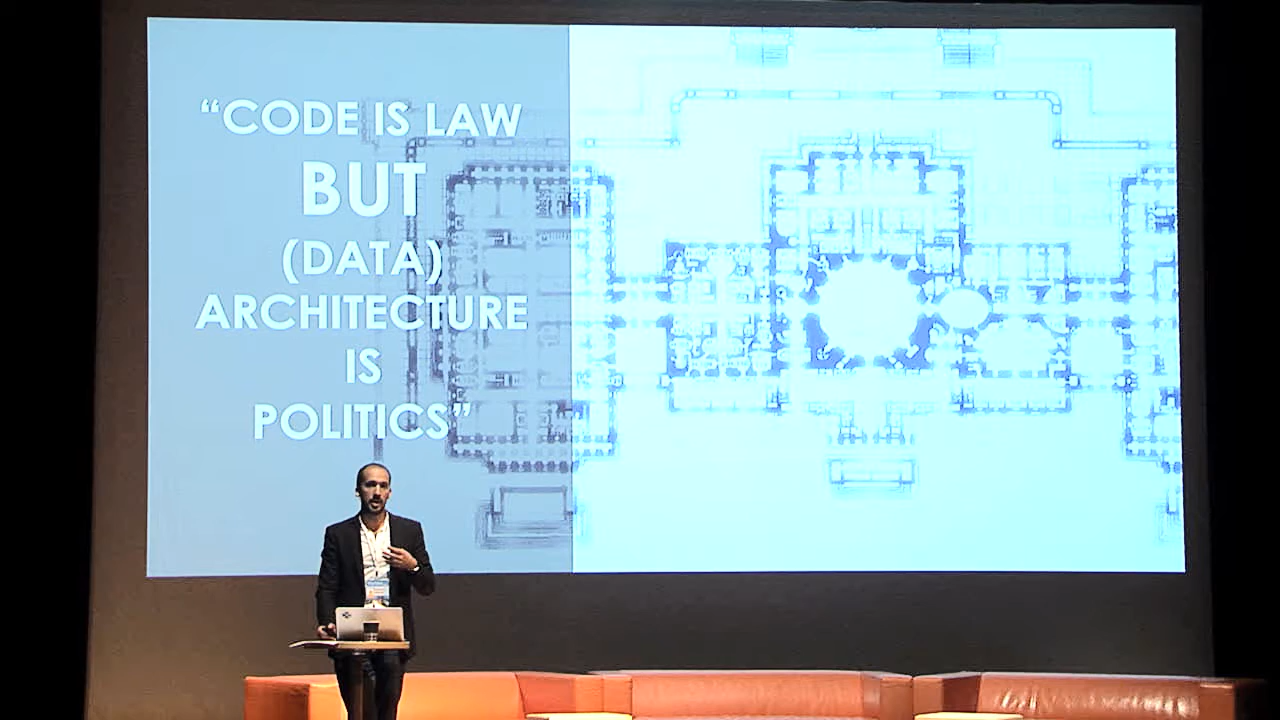 “CODE IS LAW
BUT
(DATA)
ARCHITECTURE
IS
POLITICS”